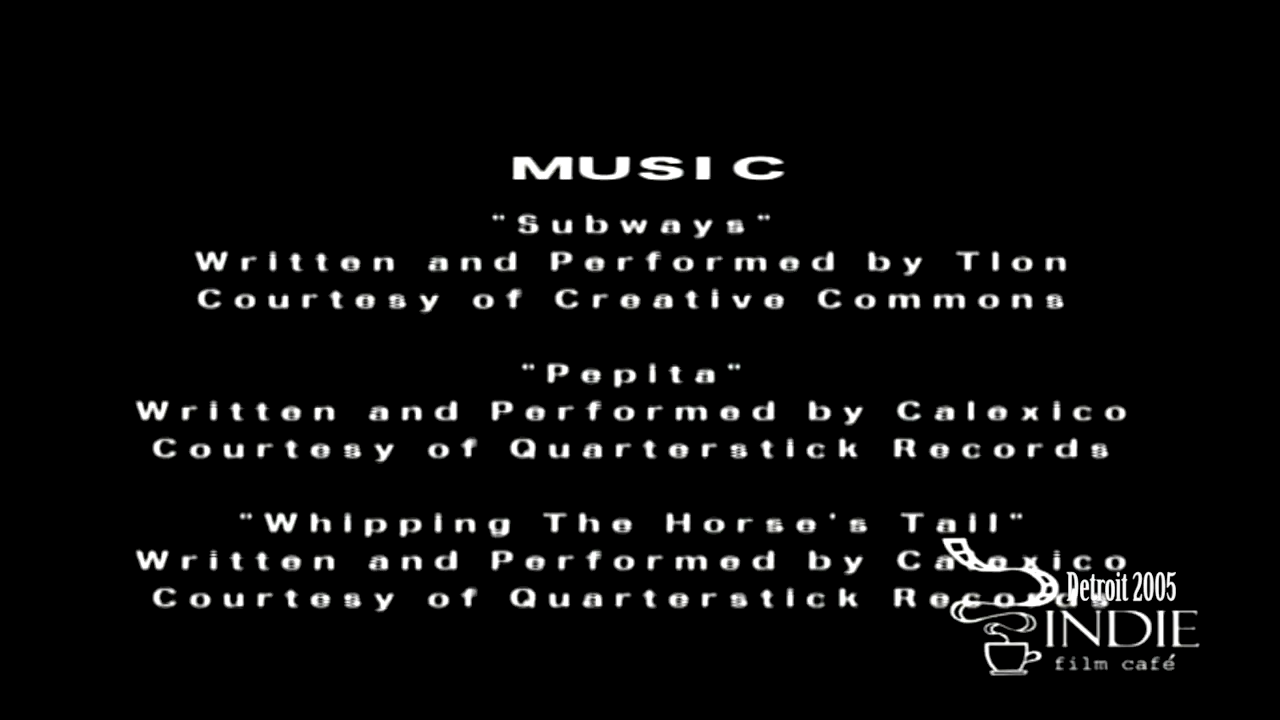 MUSIC
"Subways"
Written and Performed by Tlon
Courtesy of Creative Commons
"Pepita"
Written and Performed by Calexico
Courtesy of Quarterstick Records
"Whipping The Horse's Tail"
Written and Performed by Calexico
Courtesy of Quarterstick Records
Detroit 2005
INDIE
film café